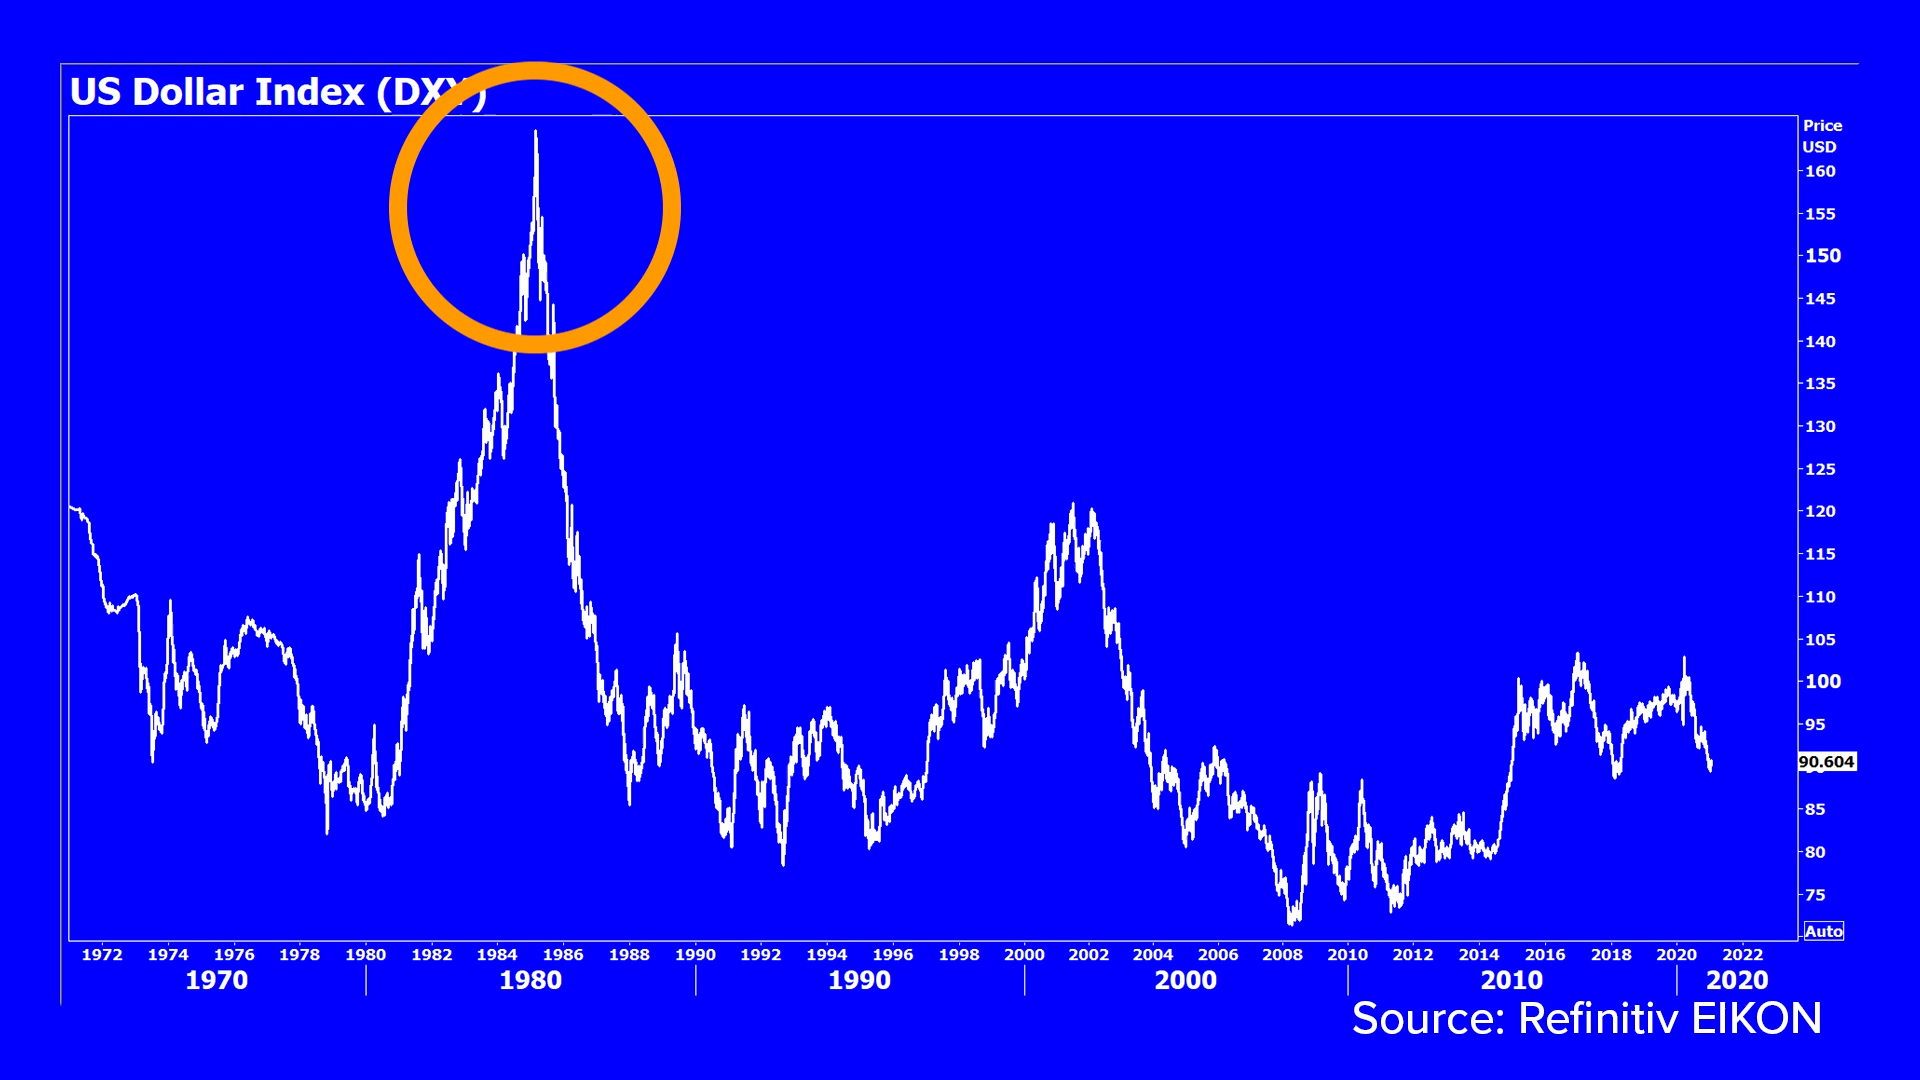 US Dollar Index (DXY)
Price
USD
160
155
150
145
140
135
130
125
120
115
110
105
100
95
90.604
85
80
75
Auto
1972 1974 1976 1978 1980 1982 1984 1986 1988 1990 1992 1994 1996 1998 2000 2002 2004 2006 2008 2010 2012 2014 2016 2018 2020 2022
1970 1980 1990 2000 2010 2020
Source: Refinitiv EIKON